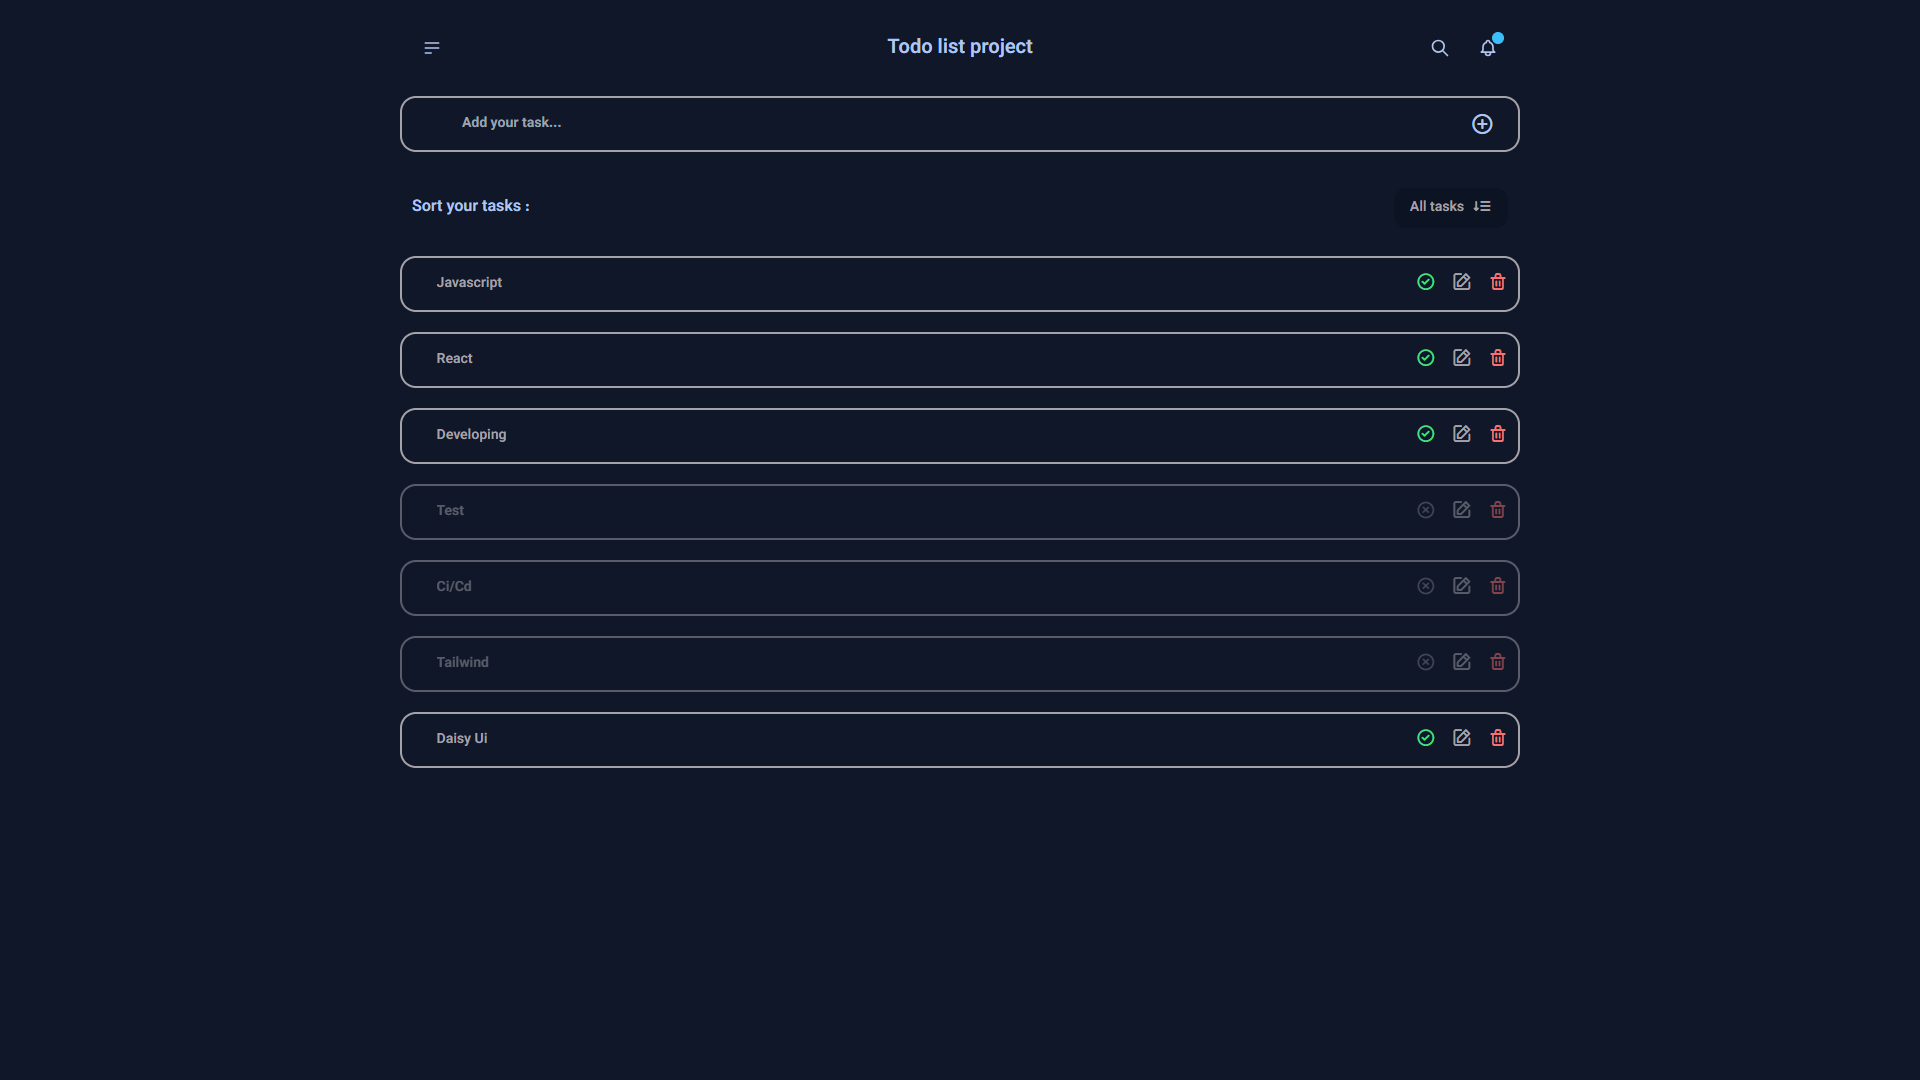 Todo list project
Add your task...
Sort your tasks :
All tasks
Javascript
React
Developing
Test
Ci/Cd
Tailwind
Daisy Ui